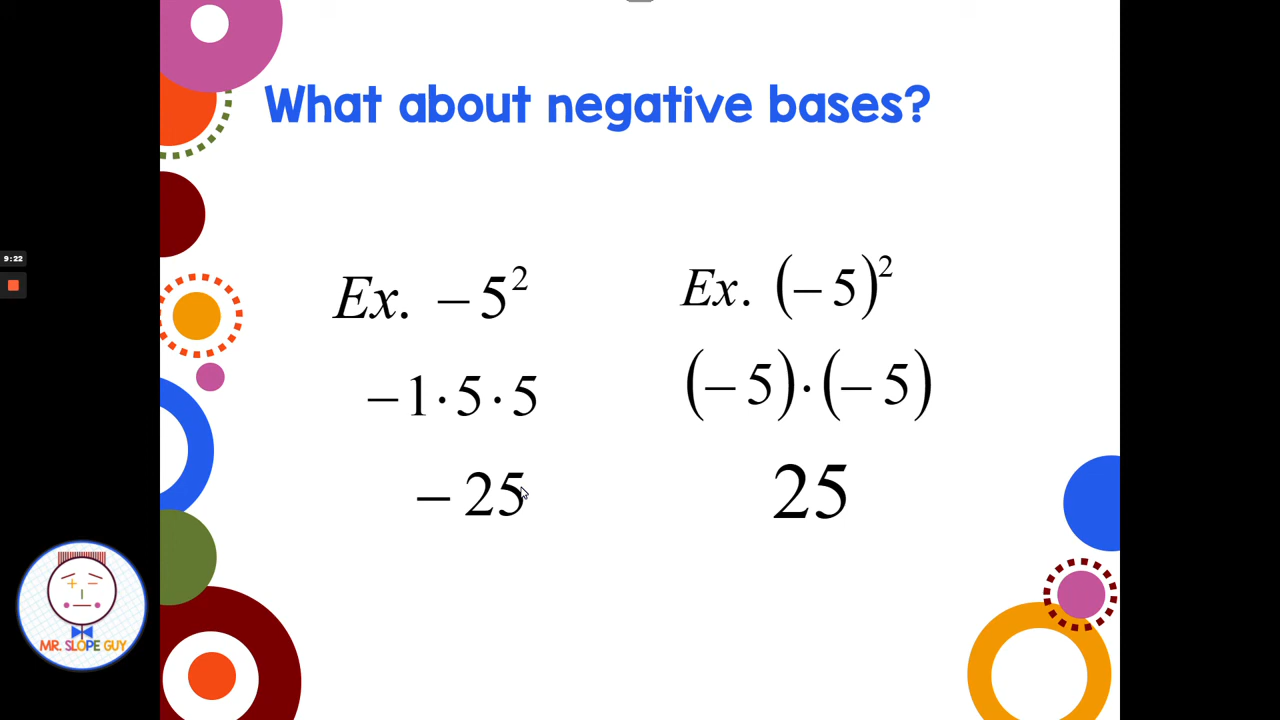 What about negative bases?
9:22
Ex. −5²
−1·5·5
−25
Ex. (−5)²
(−5)·(−5)
25
MR. SLOPE GUY